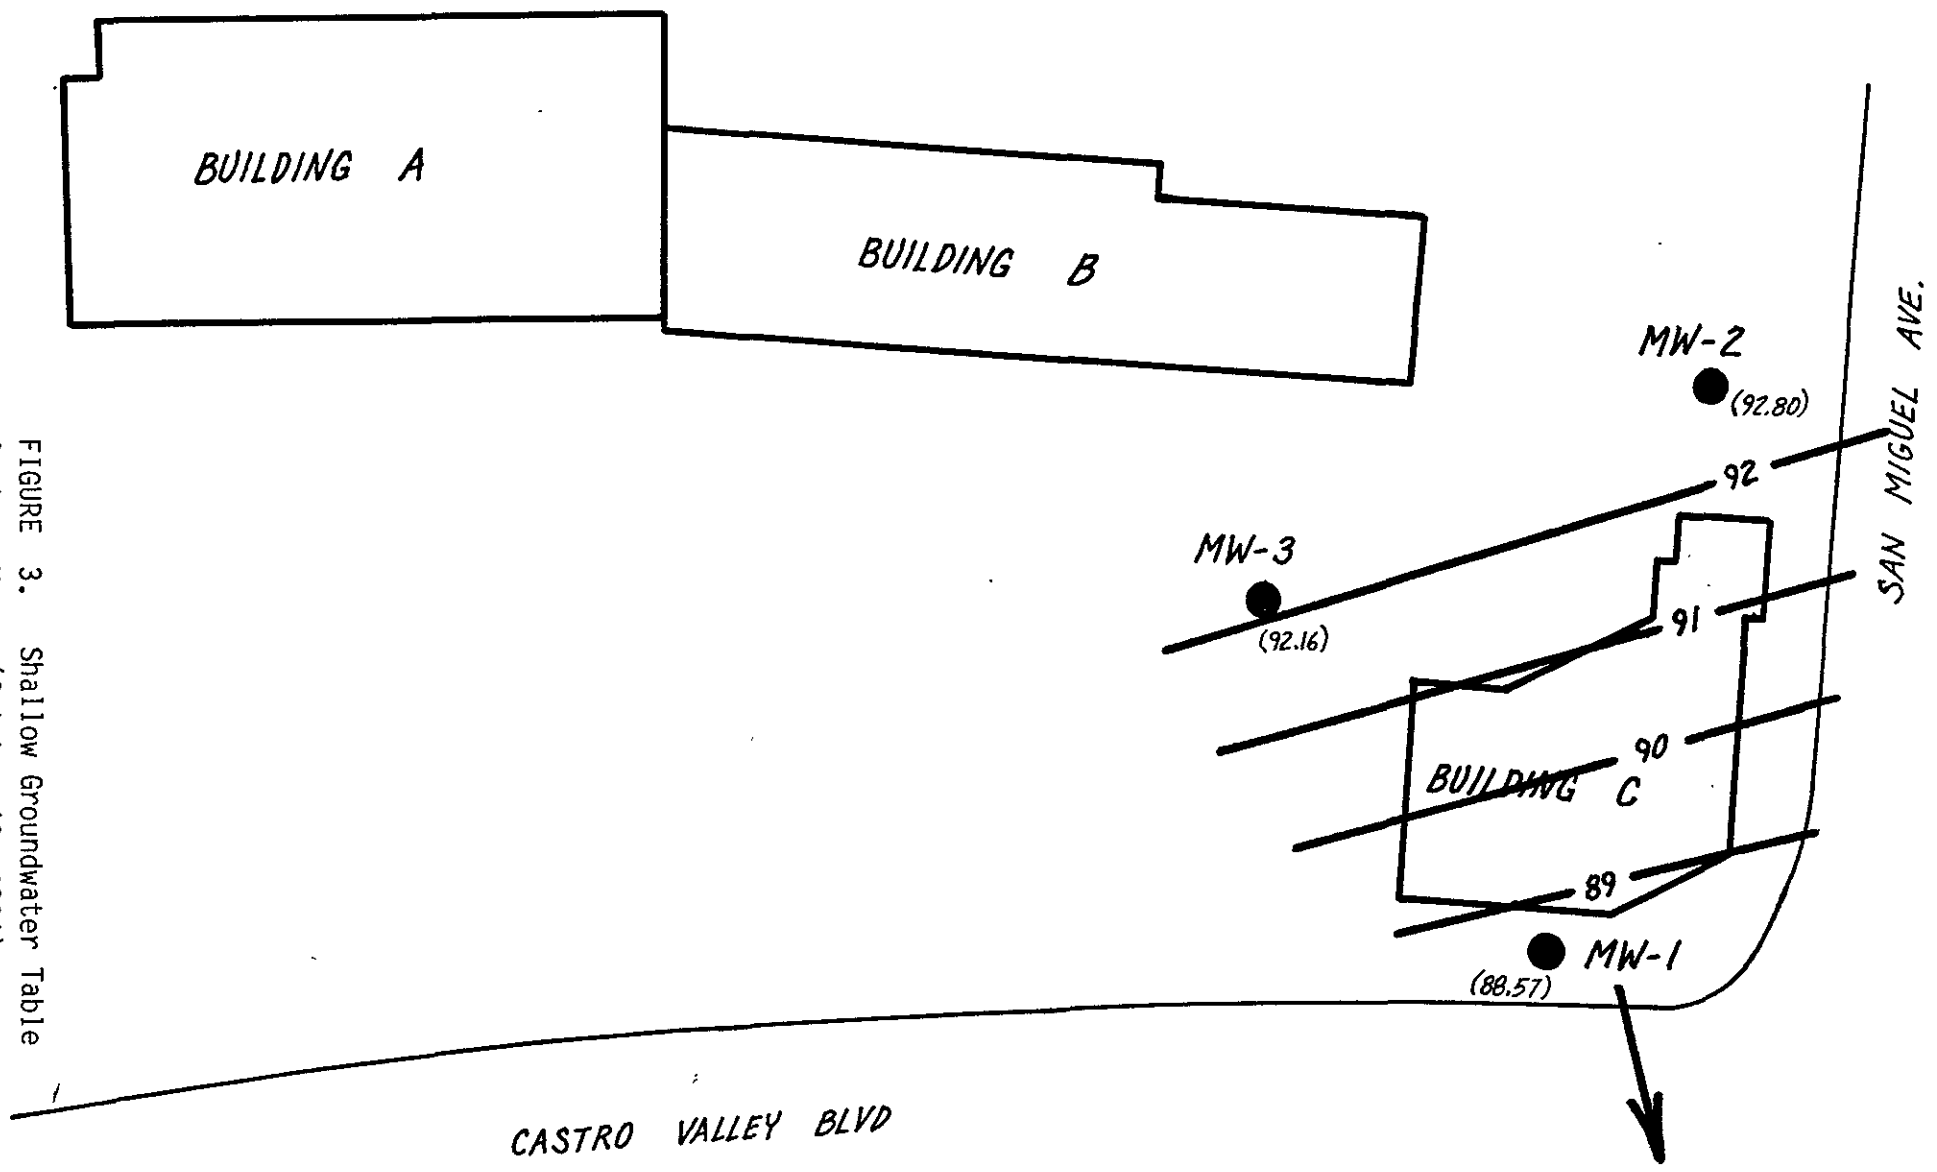 BUILDING A
BUILDING B
MW-2
(92.80)
SAN MIGUEL AVE.
92
MW-3
(92.16)
91
90
BUILDING C
89
MW-1
(88.57)
CASTRO VALLEY BLVD
FIGURE 3. Shallow Groundwater Table